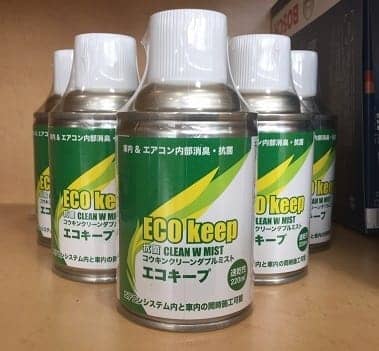 車内 & エアコン内部消臭・抗菌
ECO keep
抗菌 CLEAN W MIST
コウキンクリーンダブルミスト
エコキープ
速乾性
220ml
エアコンシステム内と車内の同時施工可能